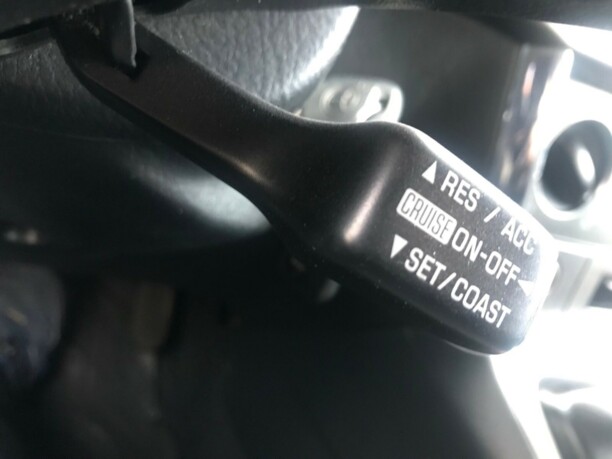 ▲ RES / ACC
CRUISE ON-OFF ◀
▼ SET/COAST